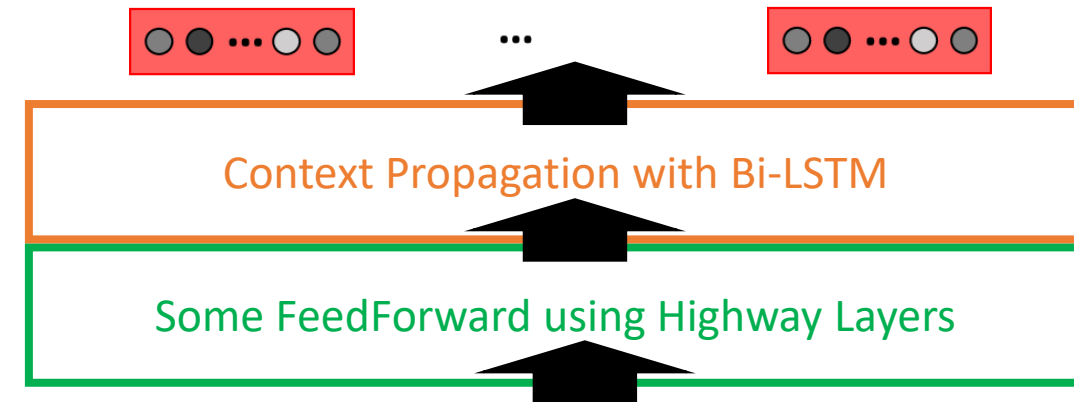 ...
Context Propagation with Bi-LSTM
Some FeedForward using Highway Layers